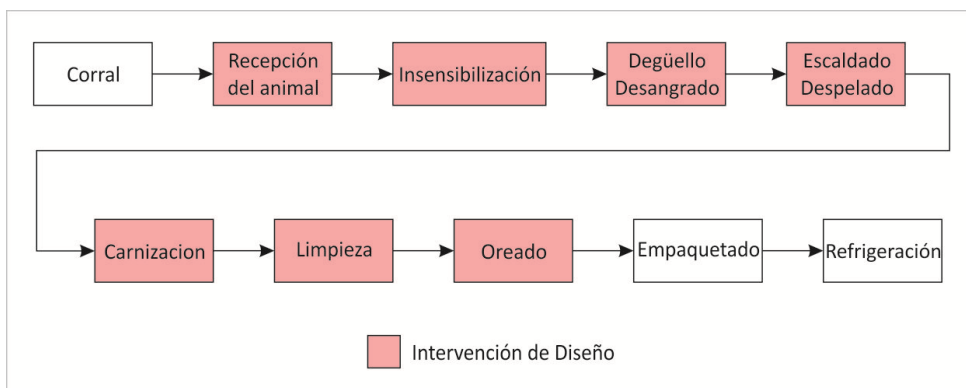 Corral
Recepción
del animal
Insensibilización
Degüello
Desangrado
Escaldado
Despelado
Carnizacion
Limpieza
Oreado
Empaquetado
Refrigeración
Intervención de Diseño